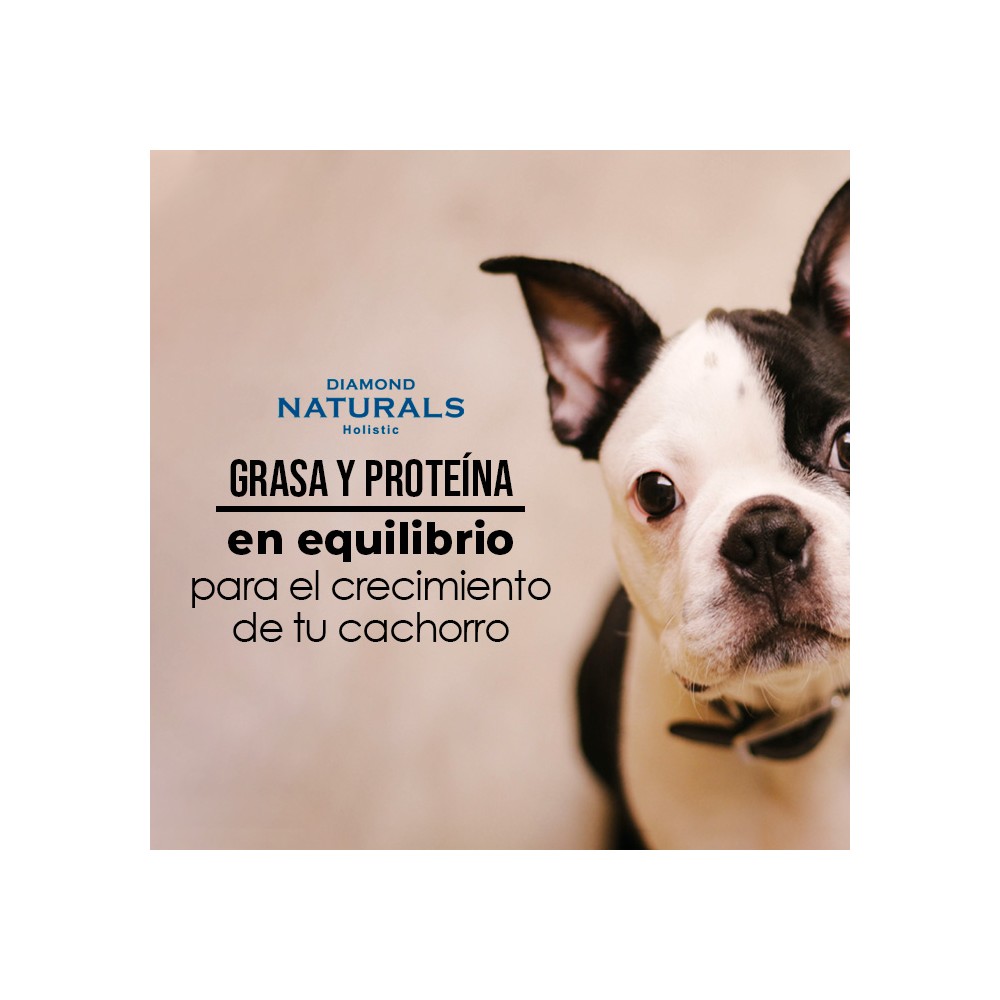 DIAMOND
NATURALS
Holistic
GRASA Y PROTEÍNA
en equilibrio
para el crecimiento
de tu cachorro